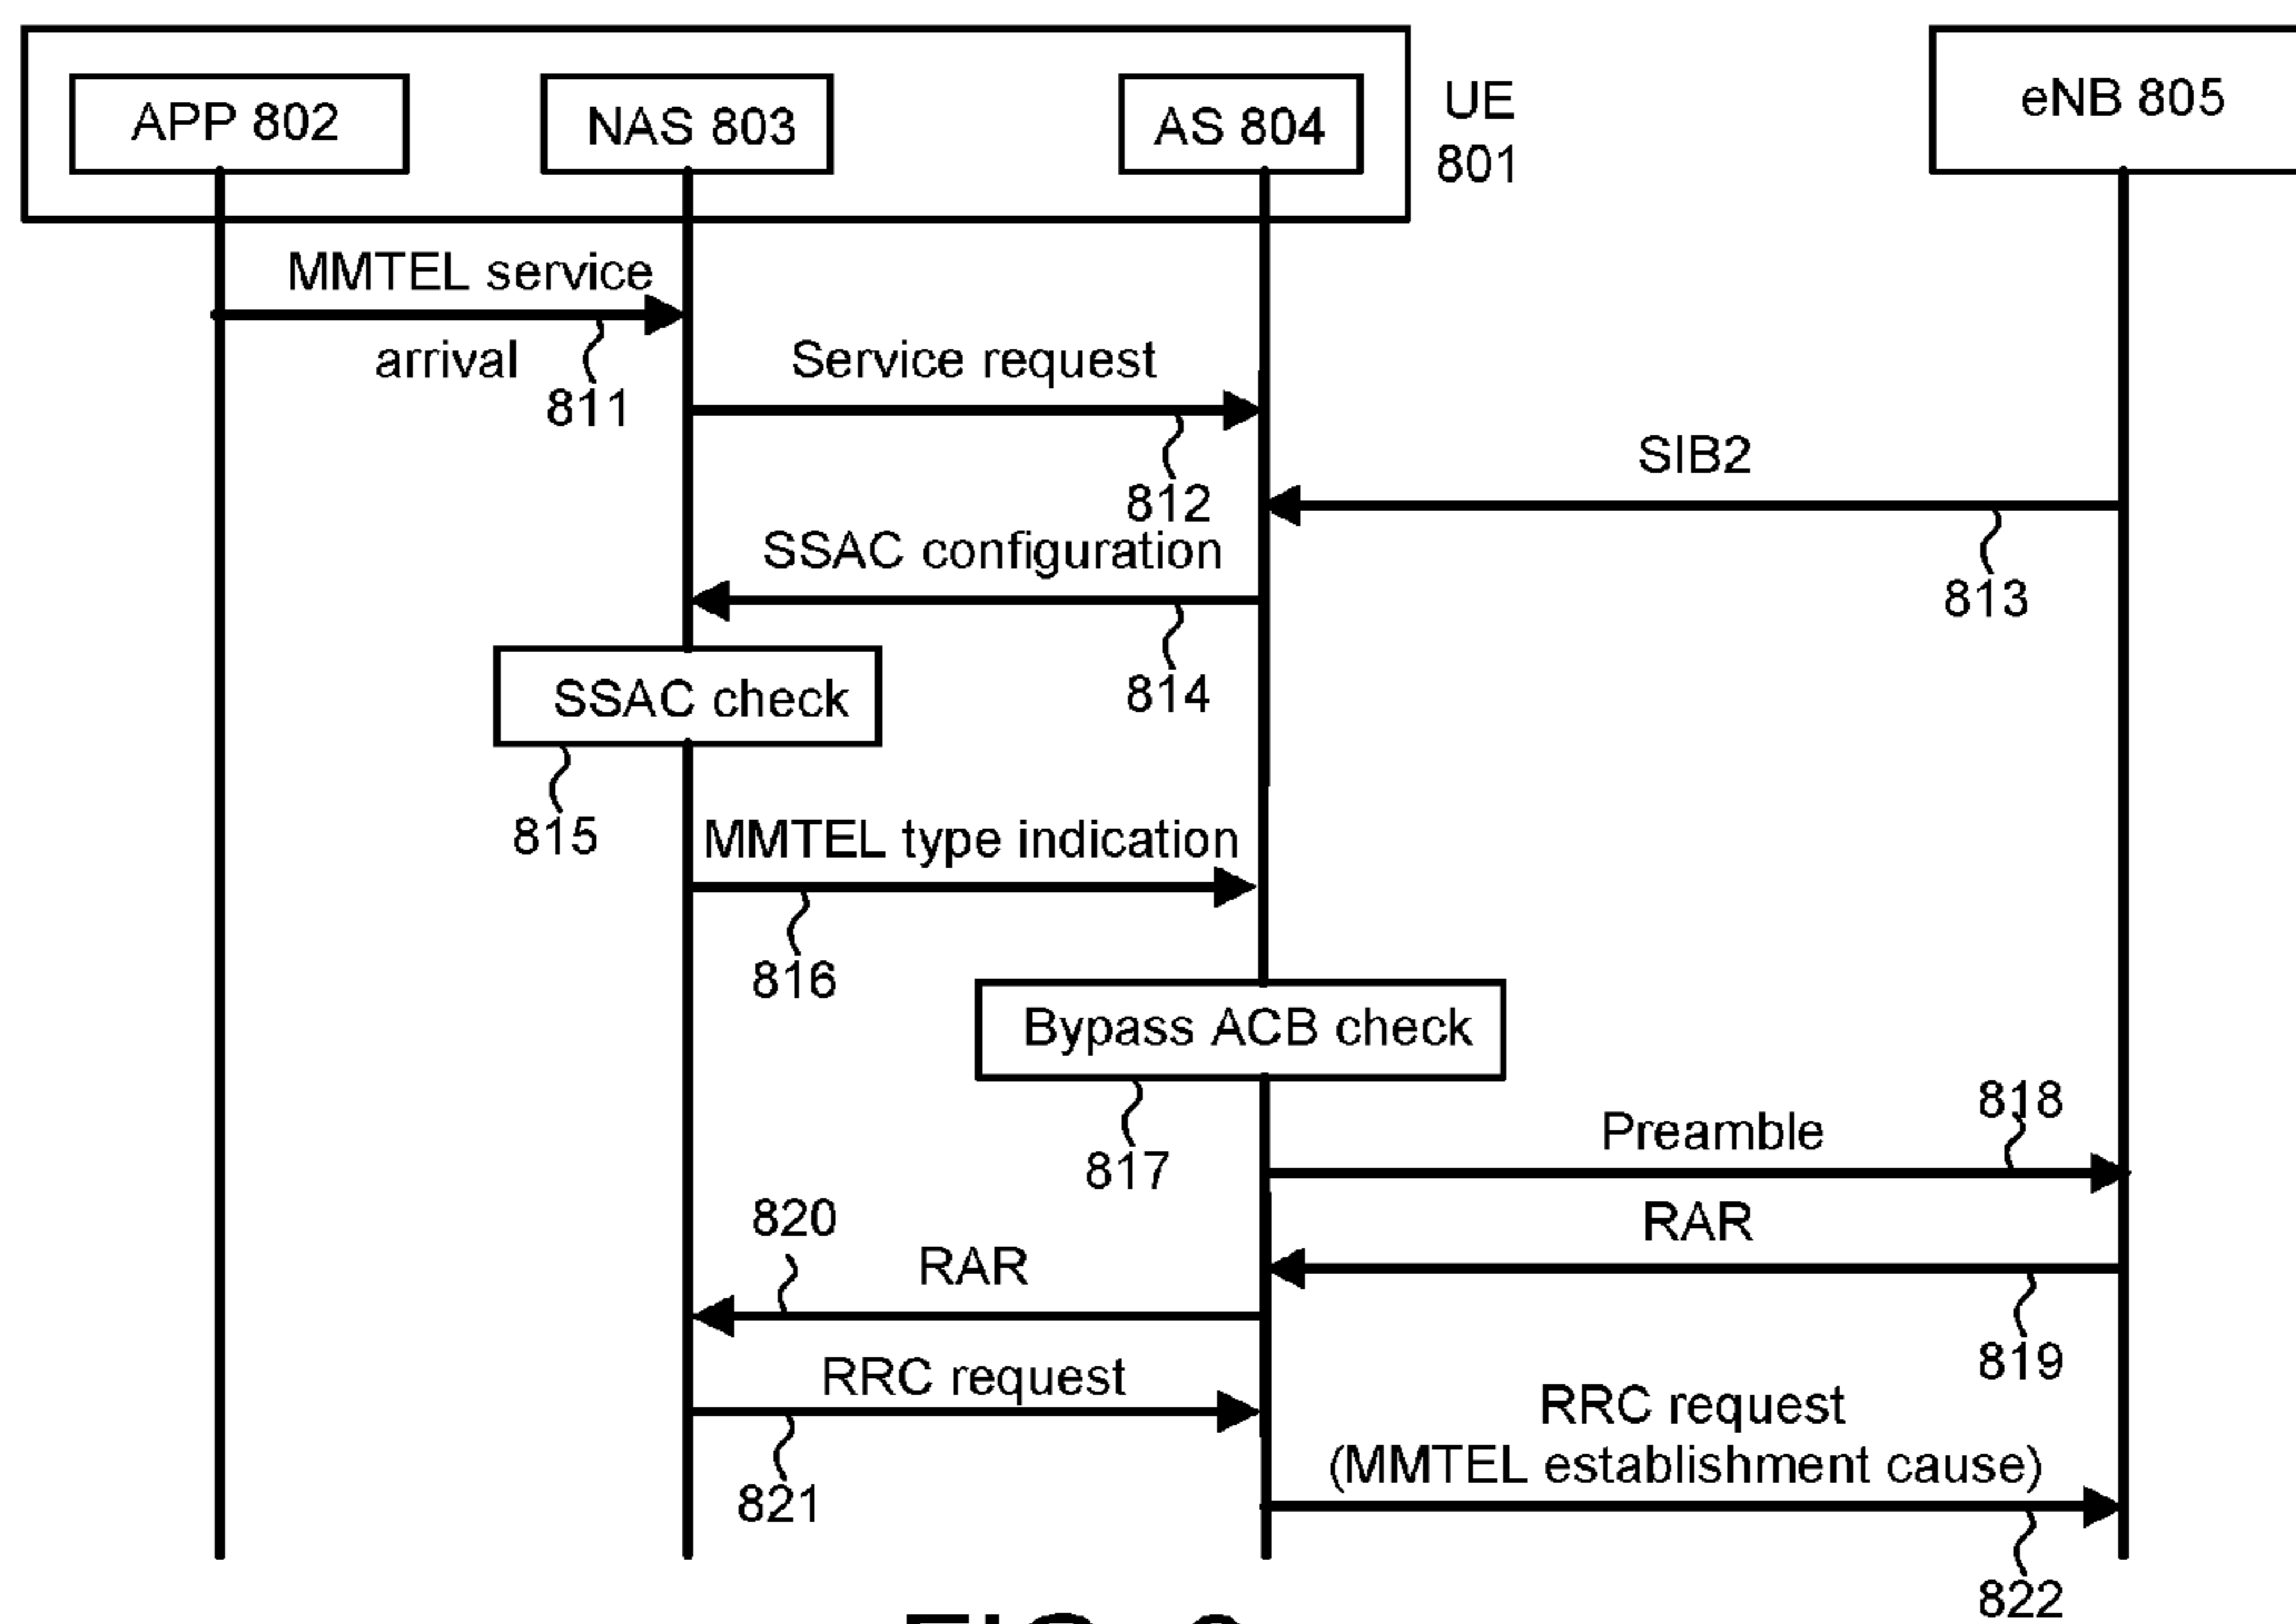 APP 802
NAS 803
AS 804
UE
801
eNB 805
MMTEL service
arrival
811
Service request
812
SIB2
813
SSAC configuration
814
SSAC check
815
MMTEL type indication
816
Bypass ACB check
817
818
Preamble
RAR
819
820
RAR
RRC request
821
RRC request
(MMTEL establishment cause)
822